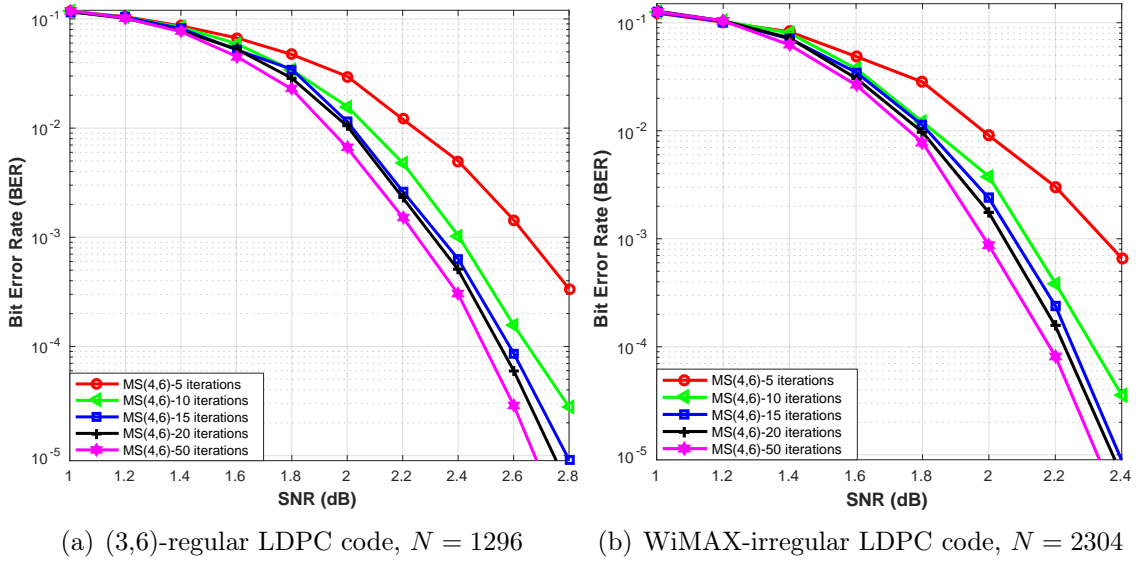 10^-1
10^-2
10^-3
10^-4
10^-5
Bit Error Rate (BER)
MS(4,6)-5 iterations
MS(4,6)-10 iterations
MS(4,6)-15 iterations
MS(4,6)-20 iterations
MS(4,6)-50 iterations
1 1.2 1.4 1.6 1.8 2 2.2 2.4 2.6 2.8
SNR (dB)
(a) (3,6)-regular LDPC code, N = 1296
10^-1
10^-2
10^-3
10^-4
10^-5
Bit Error Rate (BER)
MS(4,6)-5 iterations
MS(4,6)-10 iterations
MS(4,6)-15 iterations
MS(4,6)-20 iterations
MS(4,6)-50 iterations
1 1.2 1.4 1.6 1.8 2 2.2 2.4
SNR (dB)
(b) WiMAX-irregular LDPC code, N = 2304